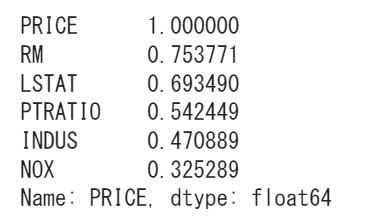 PRICE 1.000000
RM 0.753771
LSTAT 0.693490
PTRATIO 0.542449
INDUS 0.470889
NOX 0.325289
Name: PRICE, dtype: float64